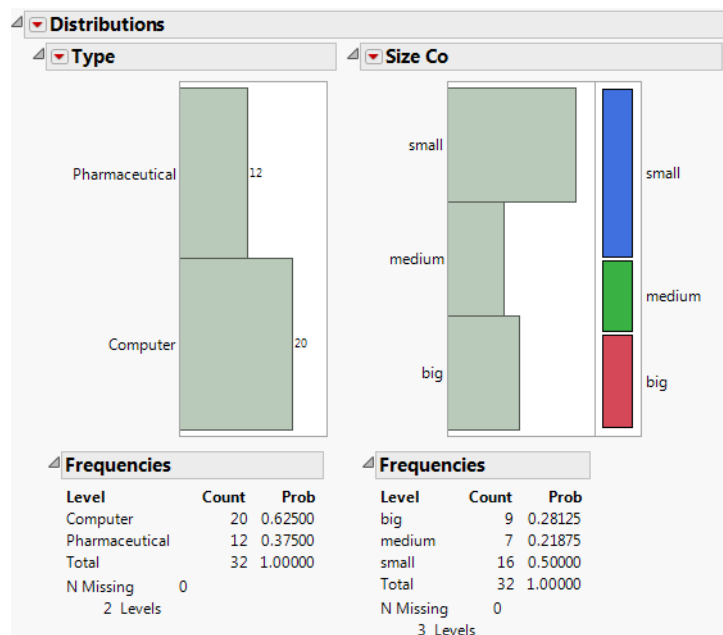 Distributions
Type
Pharmaceutical
12
Computer
20
Frequencies
Level Count Prob
Computer 20 0.62500
Pharmaceutical 12 0.37500
Total 32 1.00000
N Missing 0
2 Levels
Size Co
small
medium
big
small
medium
big
Frequencies
Level Count Prob
big 9 0.28125
medium 7 0.21875
small 16 0.50000
Total 32 1.00000
N Missing 0
3 Levels